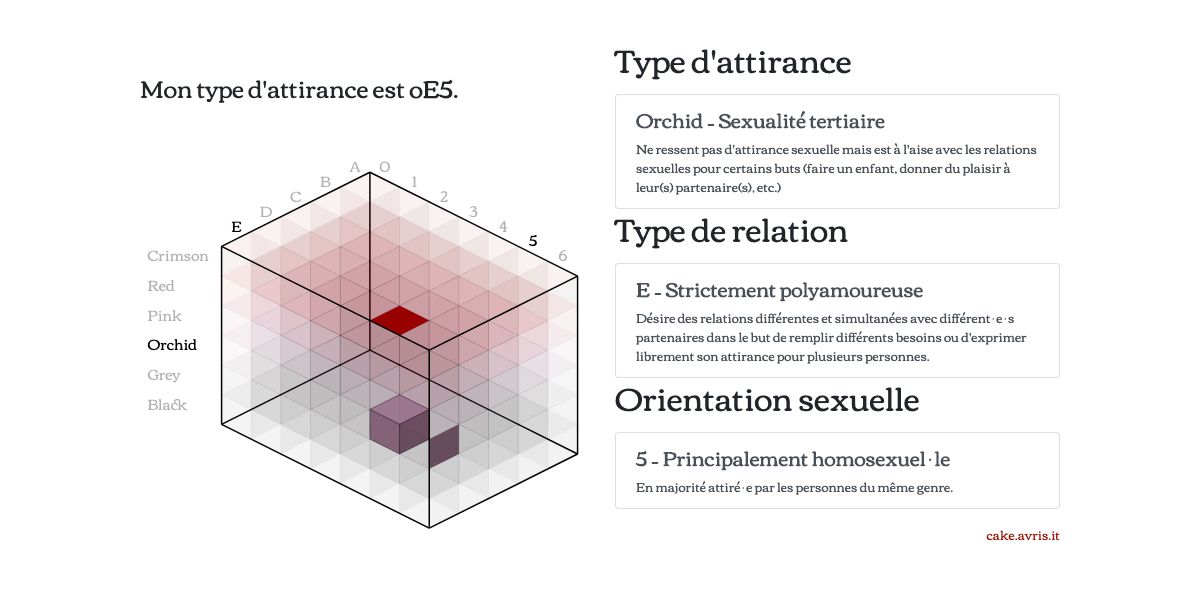 Mon type d'attirance est oE5.
A O
B 1
C 2
D 3
E 4
5
6
Crimson
Red
Pink
Orchid
Grey
Black
Type d'attirance
Orchid - Sexualité tertiaire
Ne ressent pas d'attirance sexuelle mais est à l'aise avec les relations
sexuelles pour certains buts (faire un enfant, donner du plaisir à
leur(s) partenaire(s), etc.)
Type de relation
E - Strictement polyamoureuse
Désire des relations différentes et simultanées avec différent·e·s
partenaires dans le but de remplir différents besoins ou d'exprimer
librement son attirance pour plusieurs personnes.
Orientation sexuelle
5 - Principalement homosexuel·le
En majorité attiré·e par les personnes du même genre.
cake.avris.it